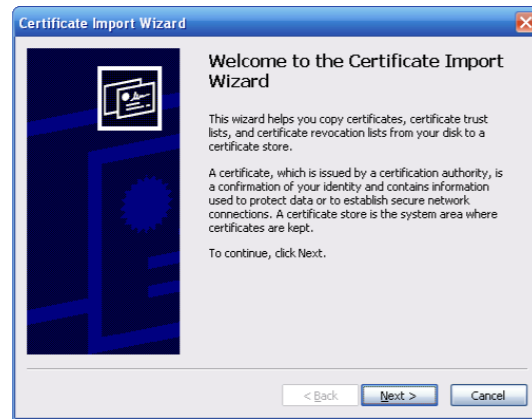 Certificate Import Wizard
Welcome to the Certificate Import
Wizard
This wizard helps you copy certificates, certificate trust
lists, and certificate revocation lists from your disk to a
certificate store.
A certificate, which is issued by a certification authority, is
a confirmation of your identity and contains information
used to protect data or to establish secure network
connections. A certificate store is the system area where
certificates are kept.
To continue, click Next.
< Back Next > Cancel